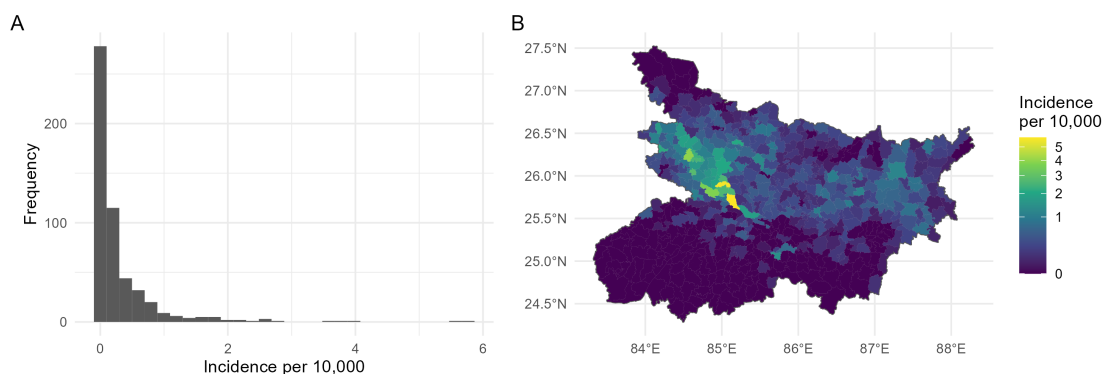 A
Frequency
200
100
0
0
2
4
6
Incidence per 10,000
B
27.5°N
27.0°N
26.5°N
26.0°N
25.5°N
25.0°N
24.5°N
84°E
85°E
86°E
87°E
88°E
Incidence
per 10,000
5
4
3
2
1
0